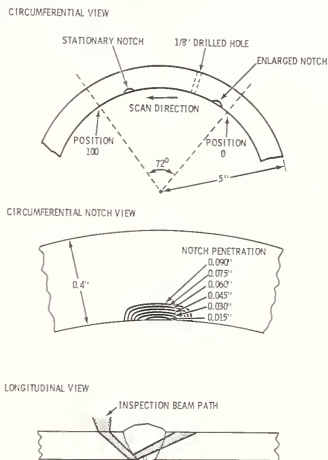 CIRCUMFERENTIAL VIEW
STATIONARY NOTCH
1/8" DRILLED HOLE
ENLARGED NOTCH
SCAN DIRECTION
POSITION
100
POSITION
0
72°
5"
CIRCUMFERENTIAL NOTCH VIEW
NOTCH PENETRATION
0.090"
0.075"
0.060"
0.045"
0.030"
0.015"
0.4"
LONGITUDINAL VIEW
INSPECTION BEAM PATH